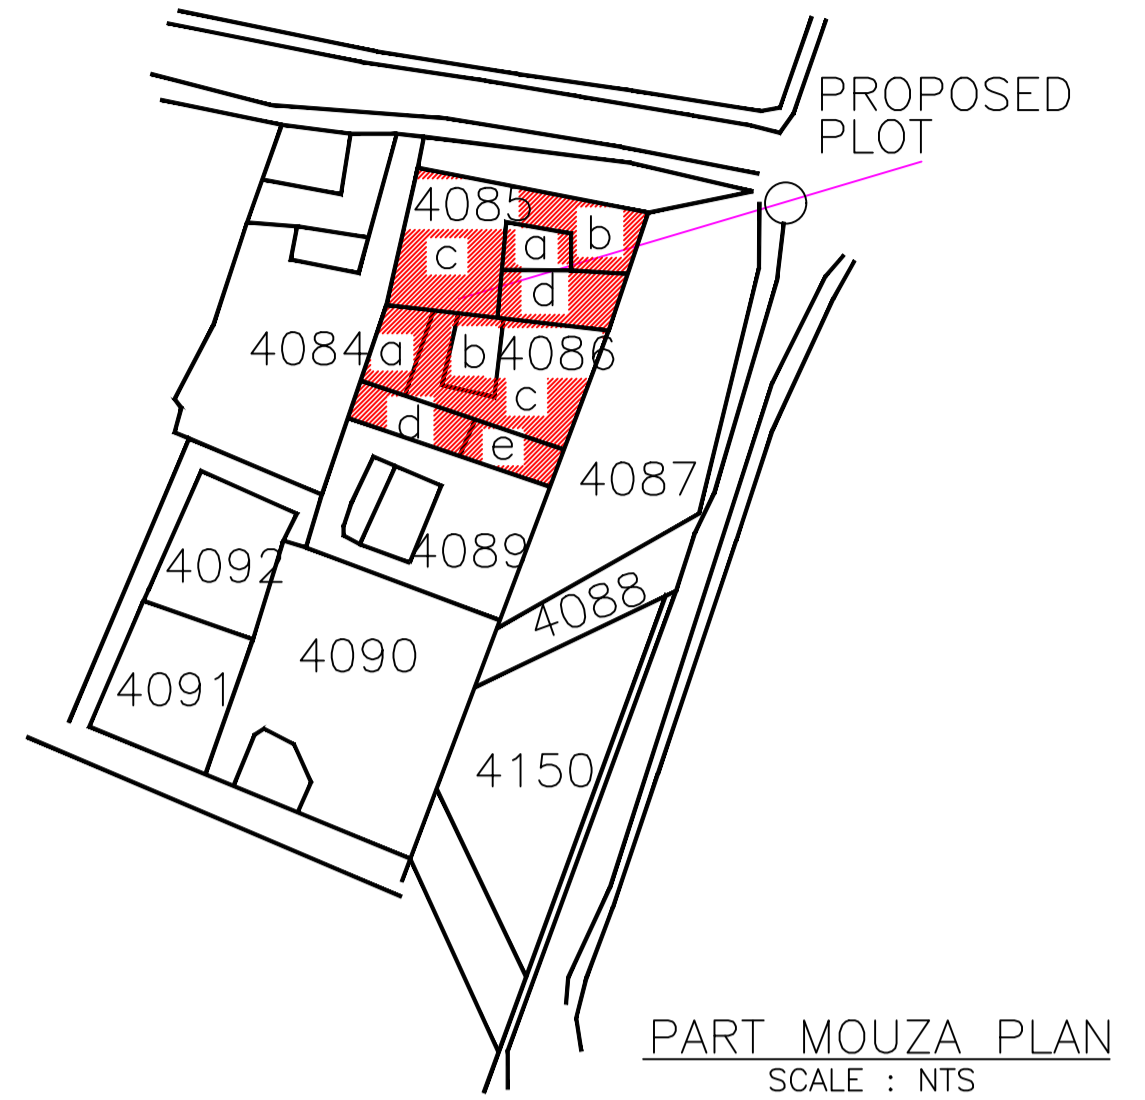 PROPOSED
PLOT
4085
b
a
c
d
4084
a
b
4086
c
d
e
4087
4089
4092
4088
4090
4091
4150
PART MOUZA PLAN
SCALE : NTS